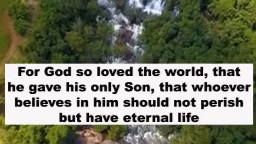 For God so loved the world, that
he gave his only Son, that whoever
believes in him should not perish
but have eternal life